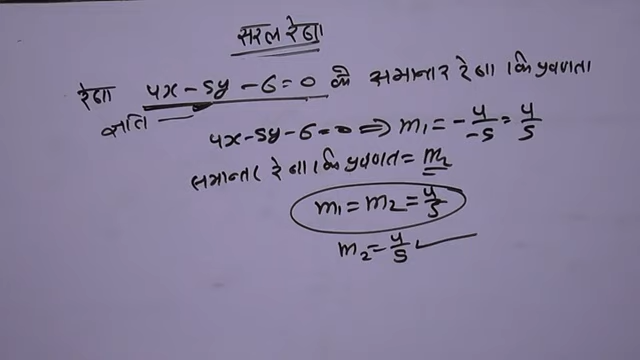 सरल रेखा
रेखा 4x - 5y - 6 = 0 के समान्तर रेखा कि प्रवणता
ज्ञात
4x - 5y - 6 = 0 ⇒ m₁ = - 4/-5 = 4/5
समान्तर रेखा कि प्रवणता = m₂
m₁ = m₂ = 4/5
m₂ = 4/5